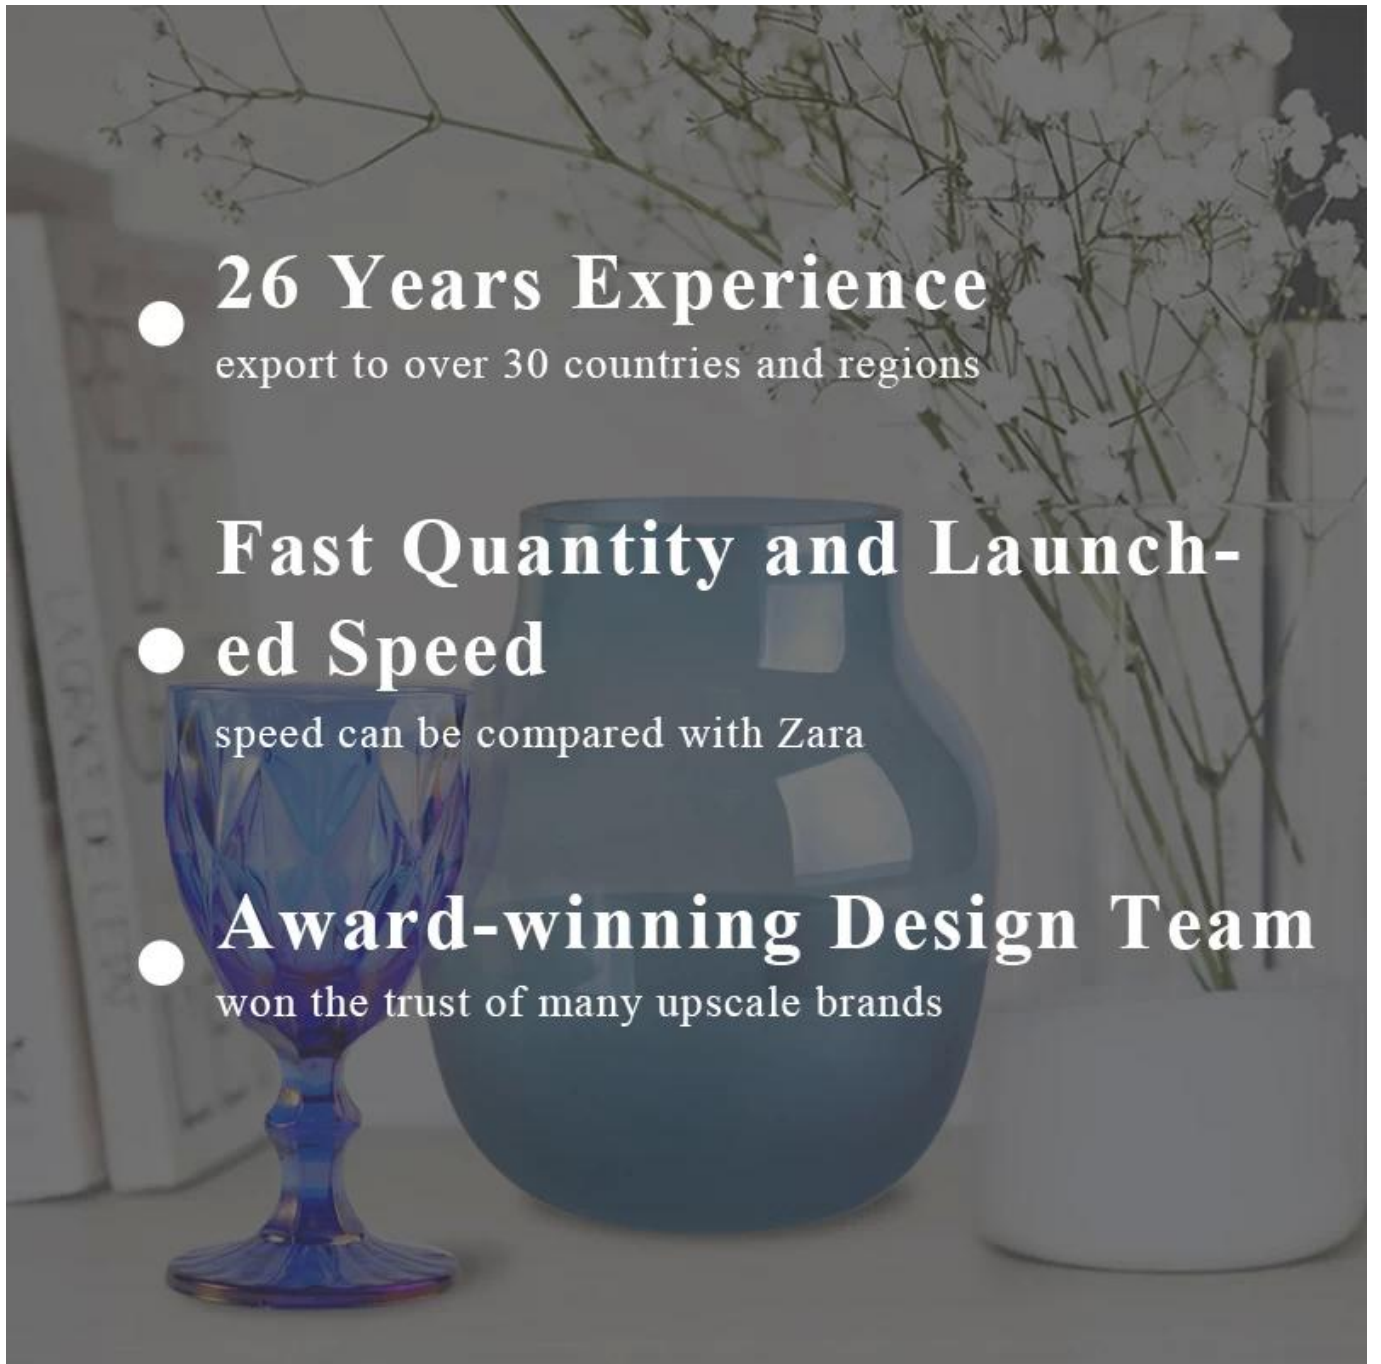 26 Years Experience
export to over 30 countries and regions
Fast Quantity and Launch-
ed Speed
speed can be compared with Zara
Award-winning Design Team
won the trust of many upscale brands